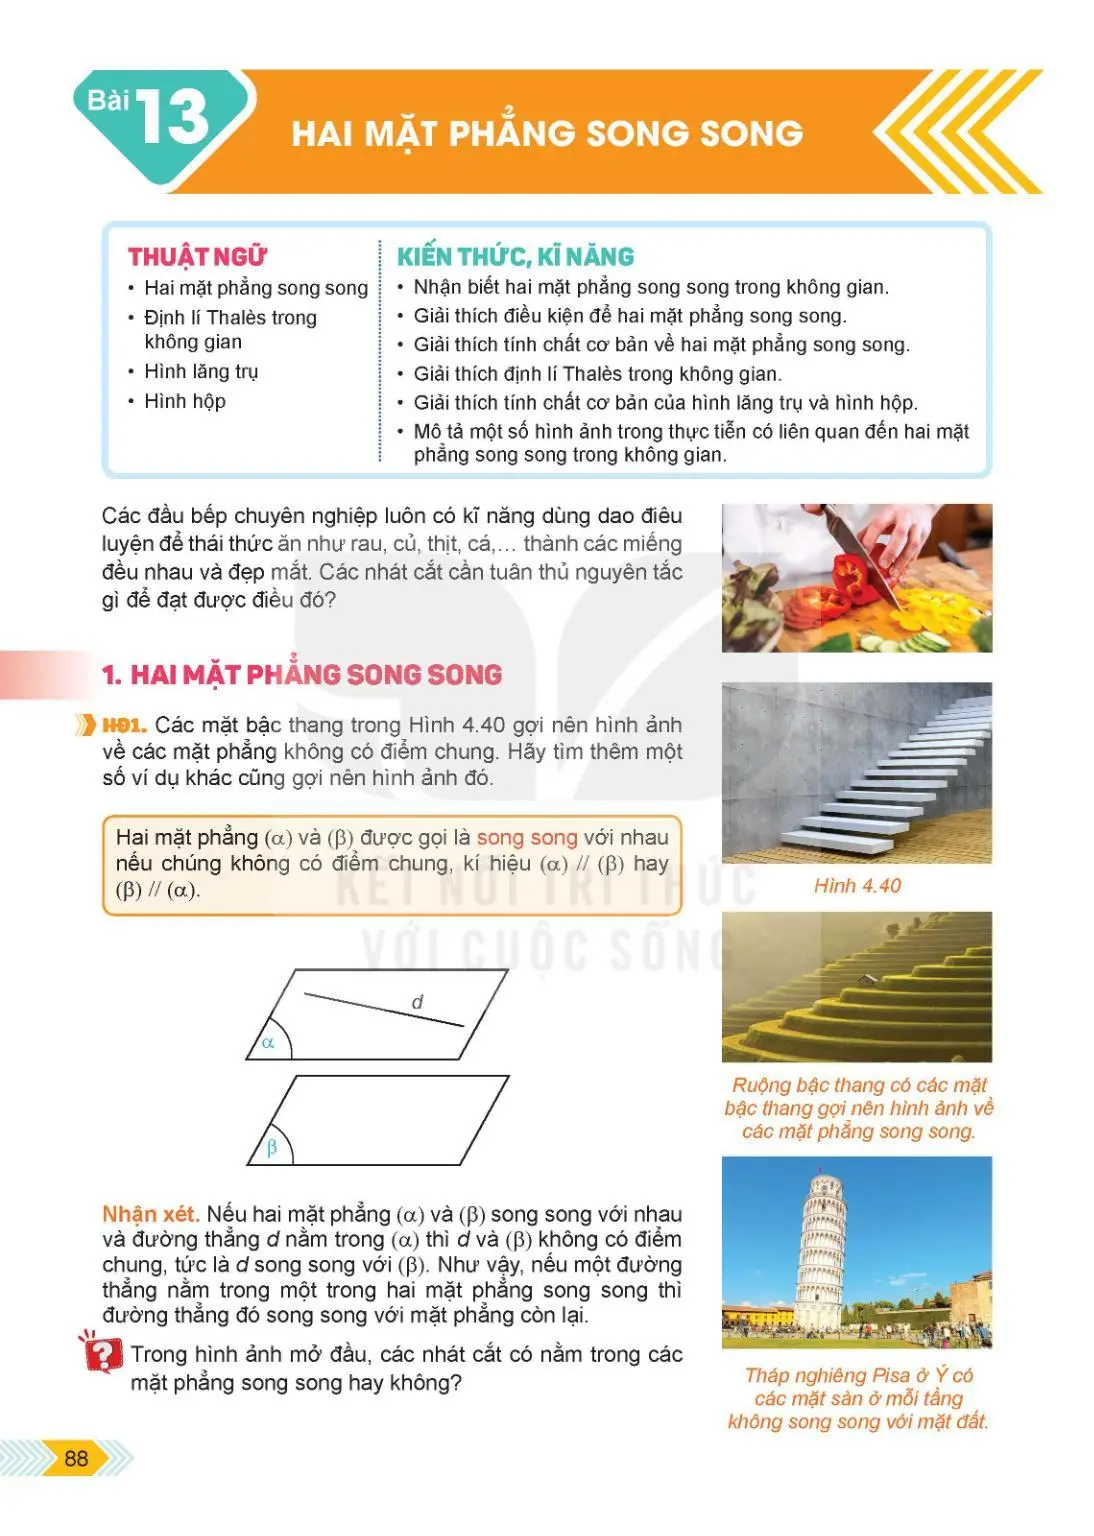 Bài 13
HAI MẶT PHẲNG SONG SONG
THUẬT NGỮ
• Hai mặt phẳng song song
• Định lí Thalès trong
không gian
• Hình lăng trụ
• Hình hộp
KIẾN THỨC, KĨ NĂNG
• Nhận biết hai mặt phẳng song song trong không gian.
• Giải thích điều kiện để hai mặt phẳng song song.
• Giải thích tính chất cơ bản về hai mặt phẳng song song.
• Giải thích định lí Thalès trong không gian.
• Giải thích tính chất cơ bản của hình lăng trụ và hình hộp.
• Mô tả một số hình ảnh trong thực tiễn có liên quan đến hai mặt
phẳng song song trong không gian.
Các đầu bếp chuyên nghiệp luôn có kĩ năng dùng dao điêu
luyện để thái thức ăn như rau, củ, thịt, cá,... thành các miếng
đều nhau và đẹp mắt. Các nhát cắt cần tuân thủ nguyên tắc
gì để đạt được điều đó?
1. HAI MẶT PHẲNG SONG SONG
HĐ1. Các mặt bậc thang trong Hình 4.40 gợi nên hình ảnh
về các mặt phẳng không có điểm chung. Hãy tìm thêm một
số ví dụ khác cũng gợi nên hình ảnh đó.
Hai mặt phẳng (α) và (β) được gọi là song song với nhau
nếu chúng không có điểm chung, kí hiệu (α) // (β) hay
(β) // (α).
Hình 4.40
KẾT NỐI TRI THỨC
VỚI CUỘC SỐNG
d
α
β
Ruộng bậc thang có các mặt
bậc thang gợi nên hình ảnh về
các mặt phẳng song song.
Nhận xét. Nếu hai mặt phẳng (α) và (β) song song với nhau
và đường thẳng d nằm trong (α) thì d và (β) không có điểm
chung, tức là d song song với (β). Như vậy, nếu một đường
thẳng nằm trong một trong hai mặt phẳng song song thì
đường thẳng đó song song với mặt phẳng còn lại.
? Trong hình ảnh mở đầu, các nhát cắt có nằm trong các
mặt phẳng song song hay không?
Tháp nghiêng Pisa ở Ý có
các mặt sàn ở mỗi tầng
không song song với mặt đất.
88